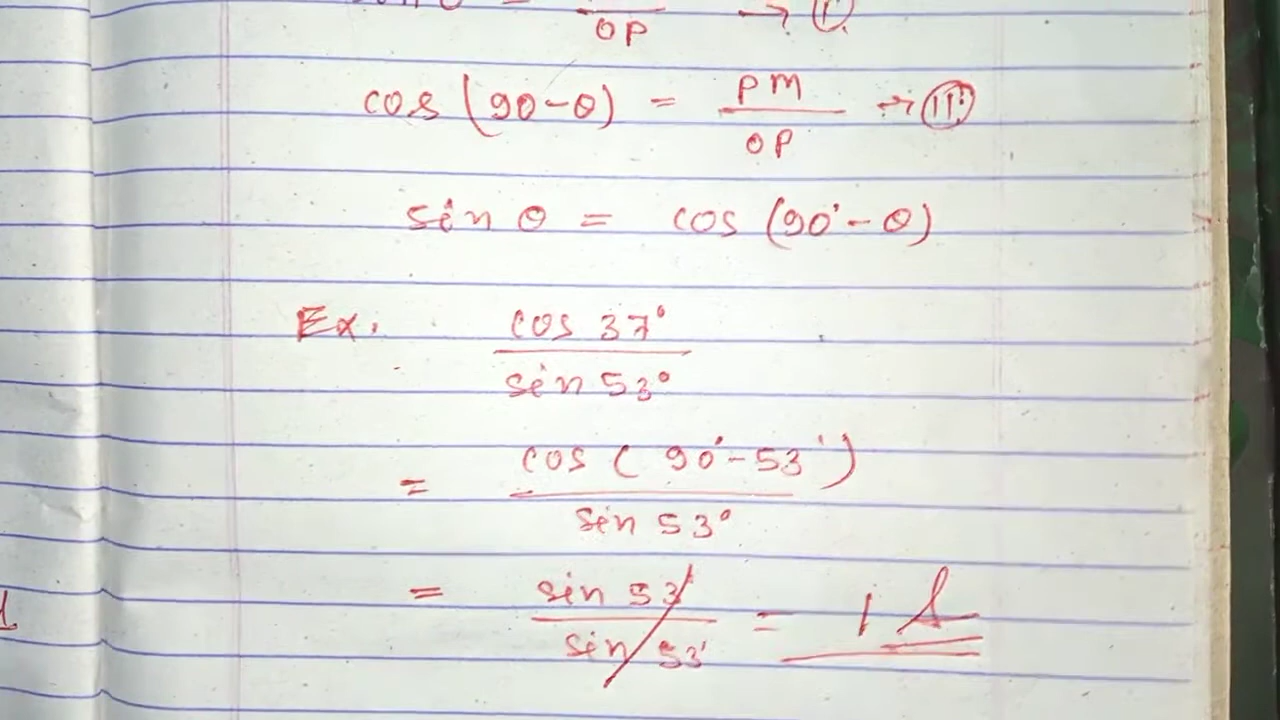 OP → (i)
cos (90-θ) = PM / OP → (ii)
sin θ = cos (90°-θ)
Ex. cos 37° / sin 53°
= cos (90°-53°) / sin 53°
= sin 53° / sin 53° = 1